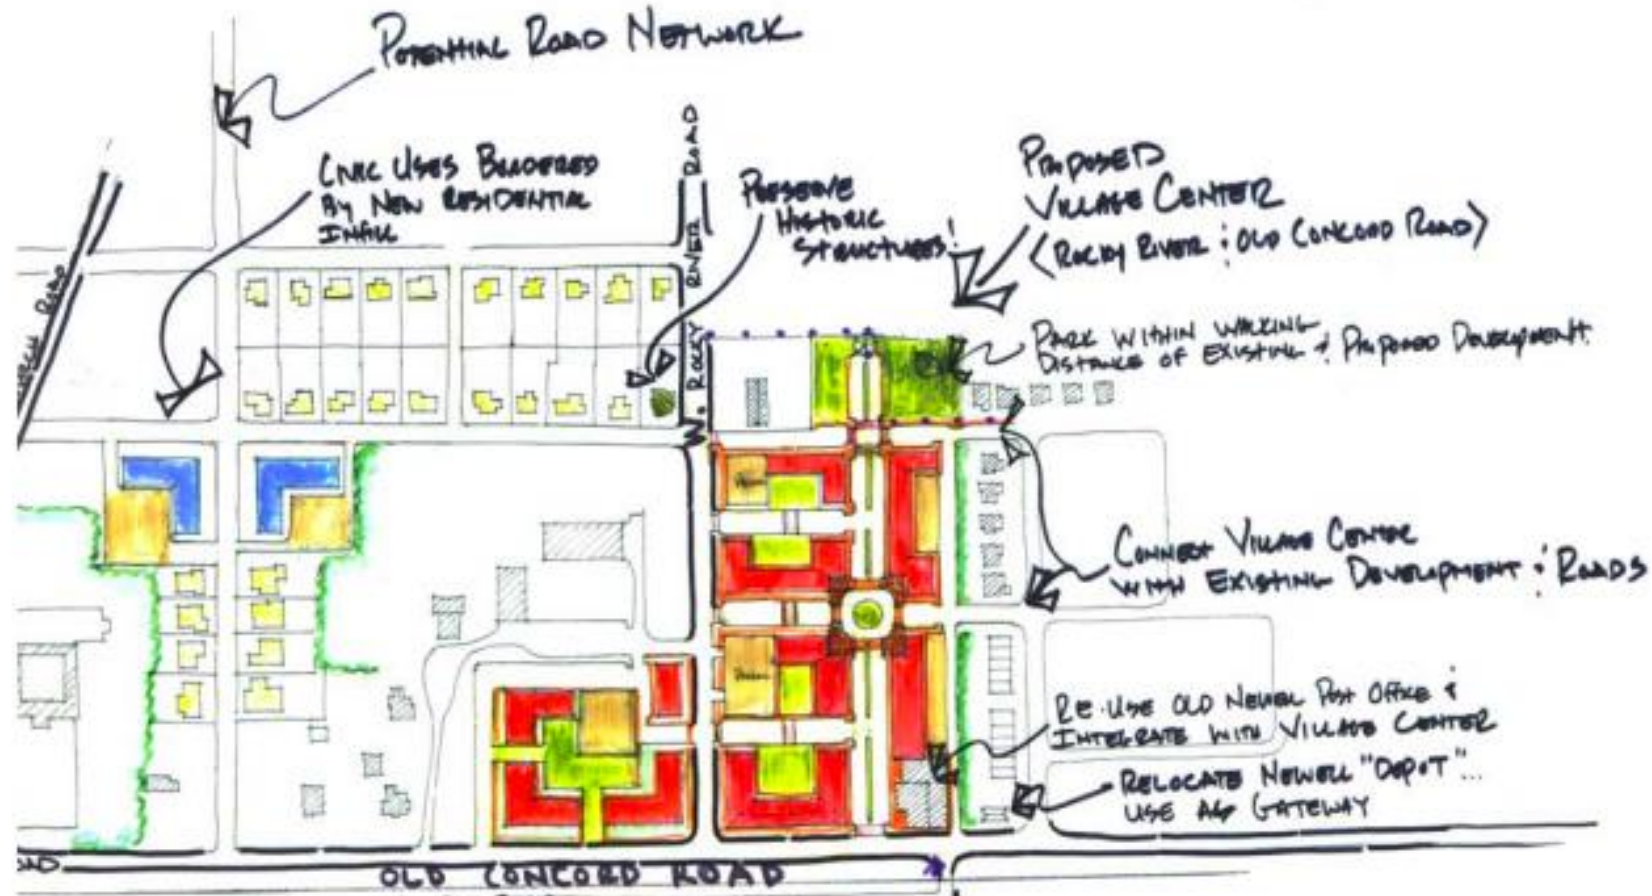 POTENTIAL ROAD NETWORK
CIVIC USES BORDERED
BY NEW RESIDENTIAL
INFILL
PRESERVE
HISTORIC
STRUCTURES!
PROPOSED
VILLAGE CENTER
(ROCKY RIVER & OLD CONCORD ROAD)
PARK WITHIN WALKING
DISTANCE OF EXISTING & PROPOSED DEVELOPMENT.
W. ROCKY RIVER ROAD
ROAD
CONNECT VILLAGE CENTER
WITH EXISTING DEVELOPMENT & ROADS
RE-USE OLD NEWELL POST OFFICE &
INTEGRATE WITH VILLAGE CENTER
RELOCATE NEWELL "DEPOT"...
USE AS GATEWAY
OLD CONCORD ROAD